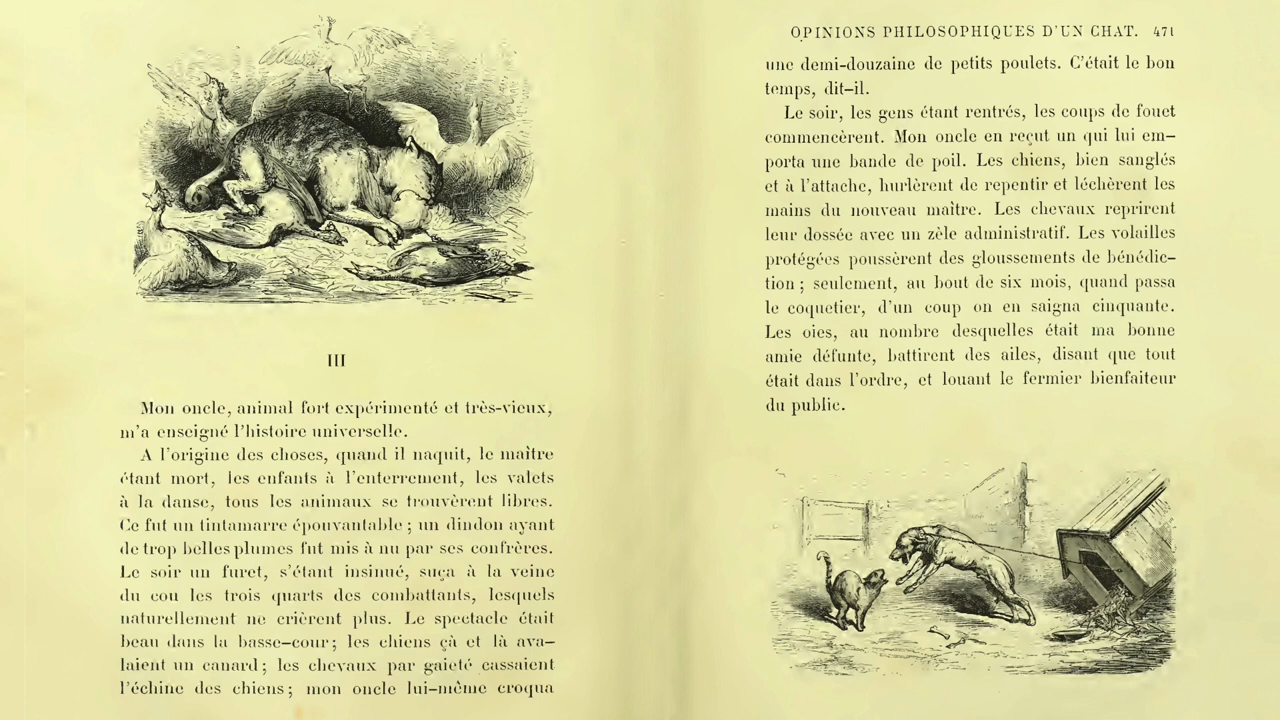 III
Mon oncle, animal fort expérimenté et très-vieux,
m'a enseigné l'histoire universelle.
A l'origine des choses, quand il naquit, le maître
étant mort, les enfants à l'enterrement, les valets
à la danse, tous les animaux se trouvèrent libres.
Ce fut un tintamarre épouvantable ; un dindon ayant
de trop belles plumes fut mis à nu par ses confrères.
Le soir un furet, s'étant insinué, suça à la veine
du cou les trois quarts des combattants, lesquels
naturellement ne crièrent plus. Le spectacle était
beau dans la basse-cour ; les chiens çà et là ava-
laient un canard ; les chevaux par gaieté cassaient
l'échine des chiens ; mon oncle lui-même croqua
OPINIONS PHILOSOPHIQUES D'UN CHAT. 471
une demi-douzaine de petits poulets. C'était le bon
temps, dit-il.
Le soir, les gens étant rentrés, les coups de fouet
commencèrent. Mon oncle en reçut un qui lui em-
porta une bande de poil. Les chiens, bien sanglés
et à l'attache, hurlèrent de repentir et léchèrent les
mains du nouveau maître. Les chevaux reprirent
leur dossée avec un zèle administratif. Les volailles
protégées poussèrent des gloussements de bénédic-
tion ; seulement, au bout de six mois, quand passa
le coquetier, d'un coup on en saigna cinquante.
Les oies, au nombre desquelles était ma bonne
amie défunte, battirent des ailes, disant que tout
était dans l'ordre, et louant le fermier bienfaiteur
du public.